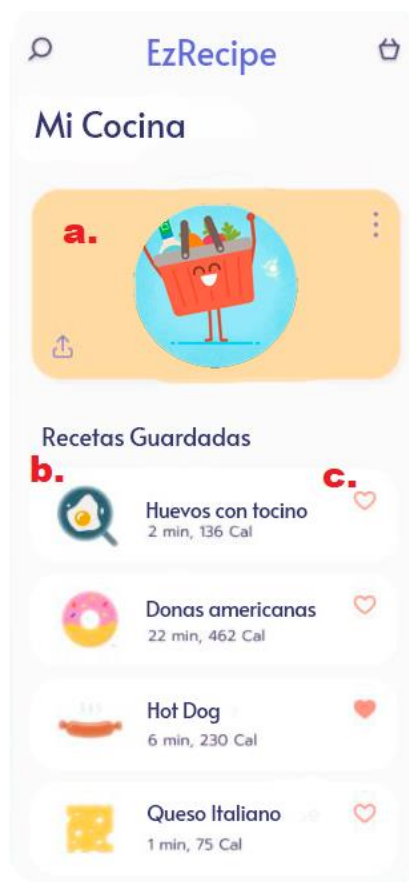 EzRecipe
Mi Cocina
a.
Recetas Guardadas
b.
c.
Huevos con tocino
2 min, 136 Cal
Donas americanas
22 min, 462 Cal
Hot Dog
6 min, 230 Cal
Queso Italiano
1 min, 75 Cal